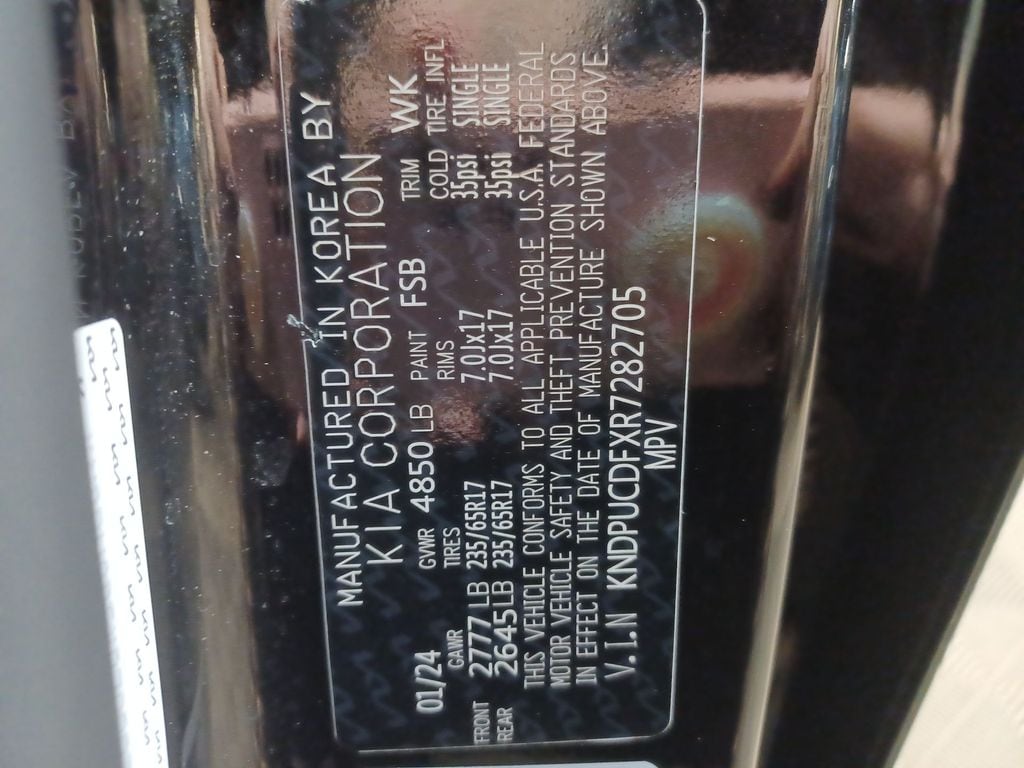 MANUFACTURED IN KOREA BY
KIA CORPORATION
01/24 GVWR 4850 LB PAINT FSB TRIM WK
GAWR TIRES RIMS COLD TIRE INFL
FRONT 2777 LB 235/65R17 7.0Jx17 35psi SINGLE
REAR 2645 LB 235/65R17 7.0Jx17 35psi SINGLE
THIS VEHICLE CONFORMS TO ALL APPLICABLE U.S.A. FEDERAL
MOTOR VEHICLE SAFETY AND THEFT PREVENTION STANDARDS
IN EFFECT ON THE DATE OF MANUFACTURE SHOWN ABOVE.
V.I.N KNDPUCDFXR7282705
MPV